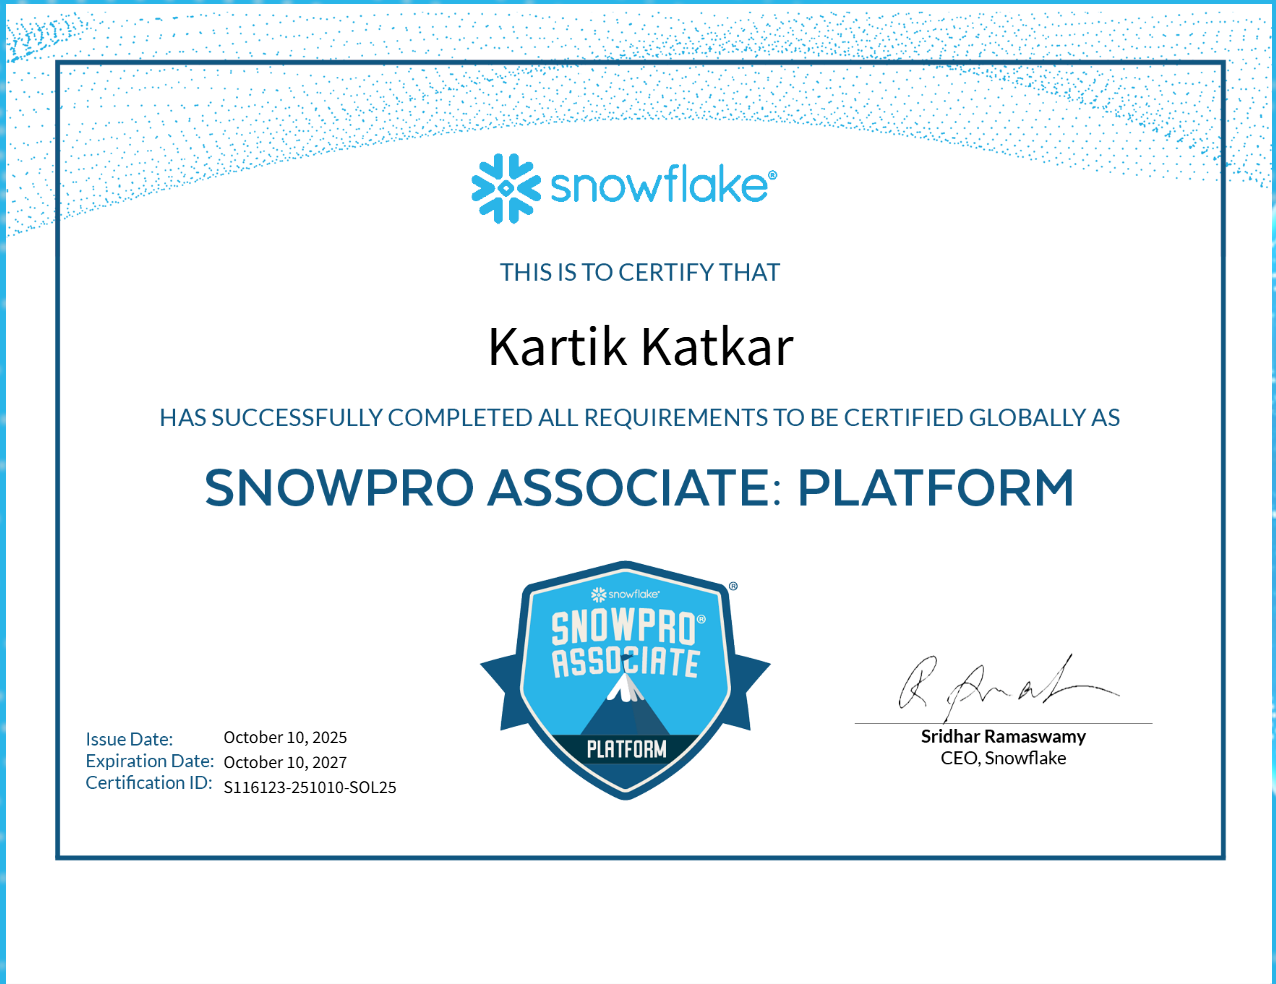 snowflake®
THIS IS TO CERTIFY THAT
Kartik Katkar
HAS SUCCESSFULLY COMPLETED ALL REQUIREMENTS TO BE CERTIFIED GLOBALLY AS
SNOWPRO ASSOCIATE: PLATFORM
snowflake®
SNOWPRO®
ASSOCIATE
PLATFORM
®
Issue Date: October 10, 2025
Expiration Date: October 10, 2027
Certification ID: S116123-251010-SOL25
Sridhar Ramaswamy
CEO, Snowflake